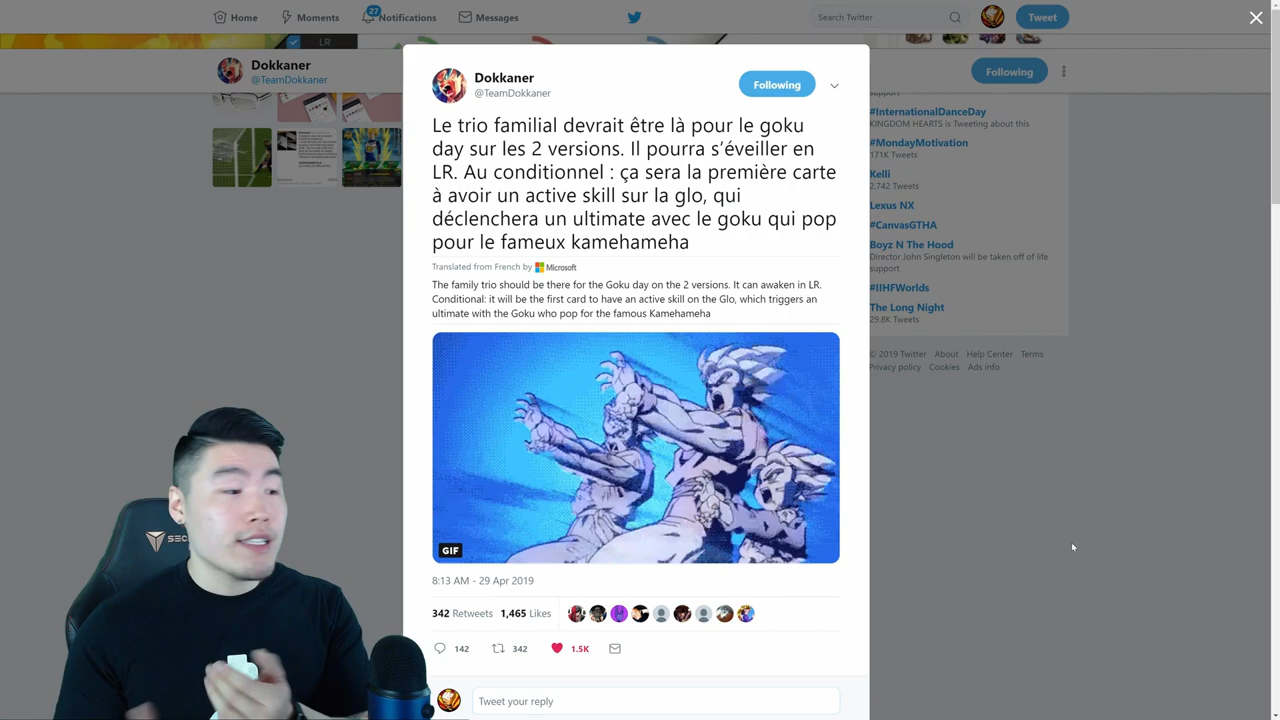 Home
Moments
27
Notifications
Messages
Search Twitter
Tweet
LR
Dokkaner
@TeamDokkaner
Following
Dokkaner
@TeamDokkaner
Following
Le trio familial devrait être là pour le goku
day sur les 2 versions. Il pourra s’éveiller en
LR. Au conditionnel : ça sera la première carte
à avoir un active skill sur la glo, qui
déclenchera un ultimate avec le goku qui pop
pour le fameux kamehameha
Translated from French by Microsoft
The family trio should be there for the Goku day on the 2 versions. It can awaken in LR.
Conditional: it will be the first card to have an active skill on the Glo, which triggers an
ultimate with the Goku who pop for the famous Kamehameha
GIF
8:13 AM - 29 Apr 2019
342 Retweets 1,465 Likes
142
342
1.5K
Tweet your reply
support
#InternationalDanceDay
KINGDOM HEARTS is Tweeting about this
#MondayMotivation
171K Tweets
Kelli
2,742 Tweets
Lexus NX
#CanvasGTHA
Boyz N The Hood
Director John Singleton will be taken off of life
support
#IIHFWorlds
The Long Night
29.8K Tweets
© 2019 Twitter About Help Center Terms
Privacy policy Cookies Ads info